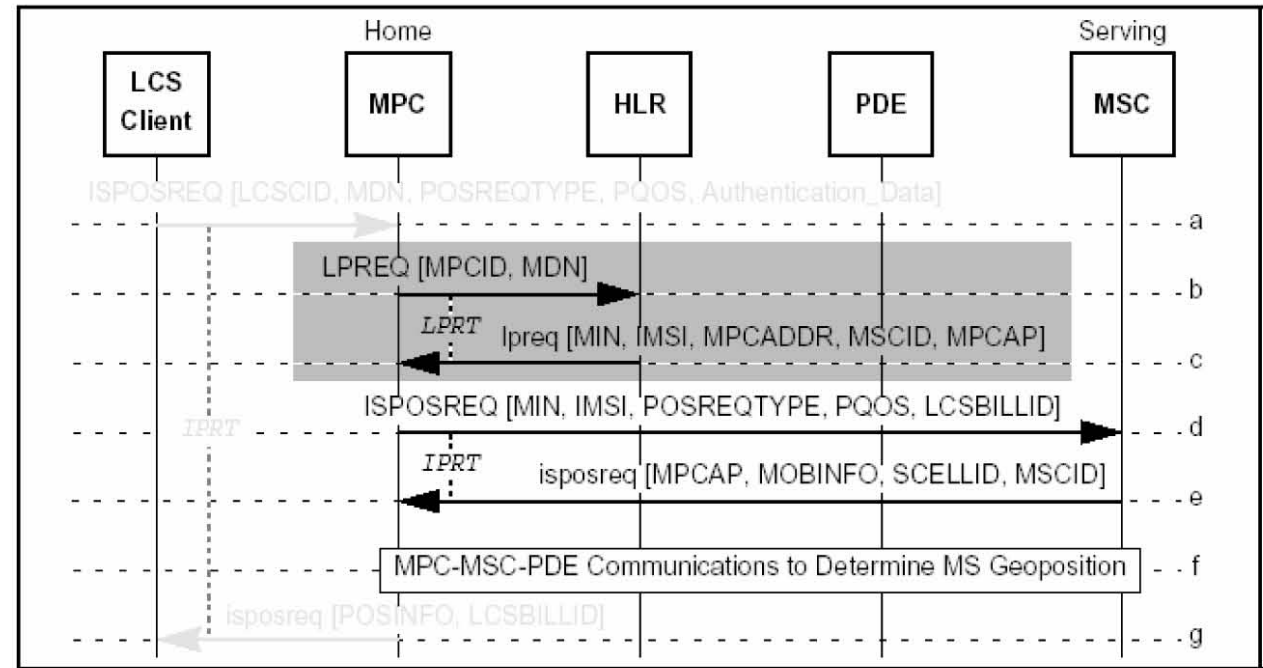 Home
Serving
LCS
Client
MPC
HLR
PDE
MSC
ISPOSREQ [LCSCID, MDN, POSREQTYPE, PQOS, Authentication_Data]
a
LPREQ [MPCID, MDN]
b
LPRT
lpreq [MIN, IMSI, MPCADDR, MSCID, MPCAP]
c
ISPOSREQ [MIN, IMSI, POSREQTYPE, PQOS, LCSBILLID]
IPRT
d
IPRT
isposreq [MPCAP, MOBINFO, SCELLID, MSCID]
e
MPC-MSC-PDE Communications to Determine MS Geoposition
f
isposreq [POSINFO, LCSBILLID]
g